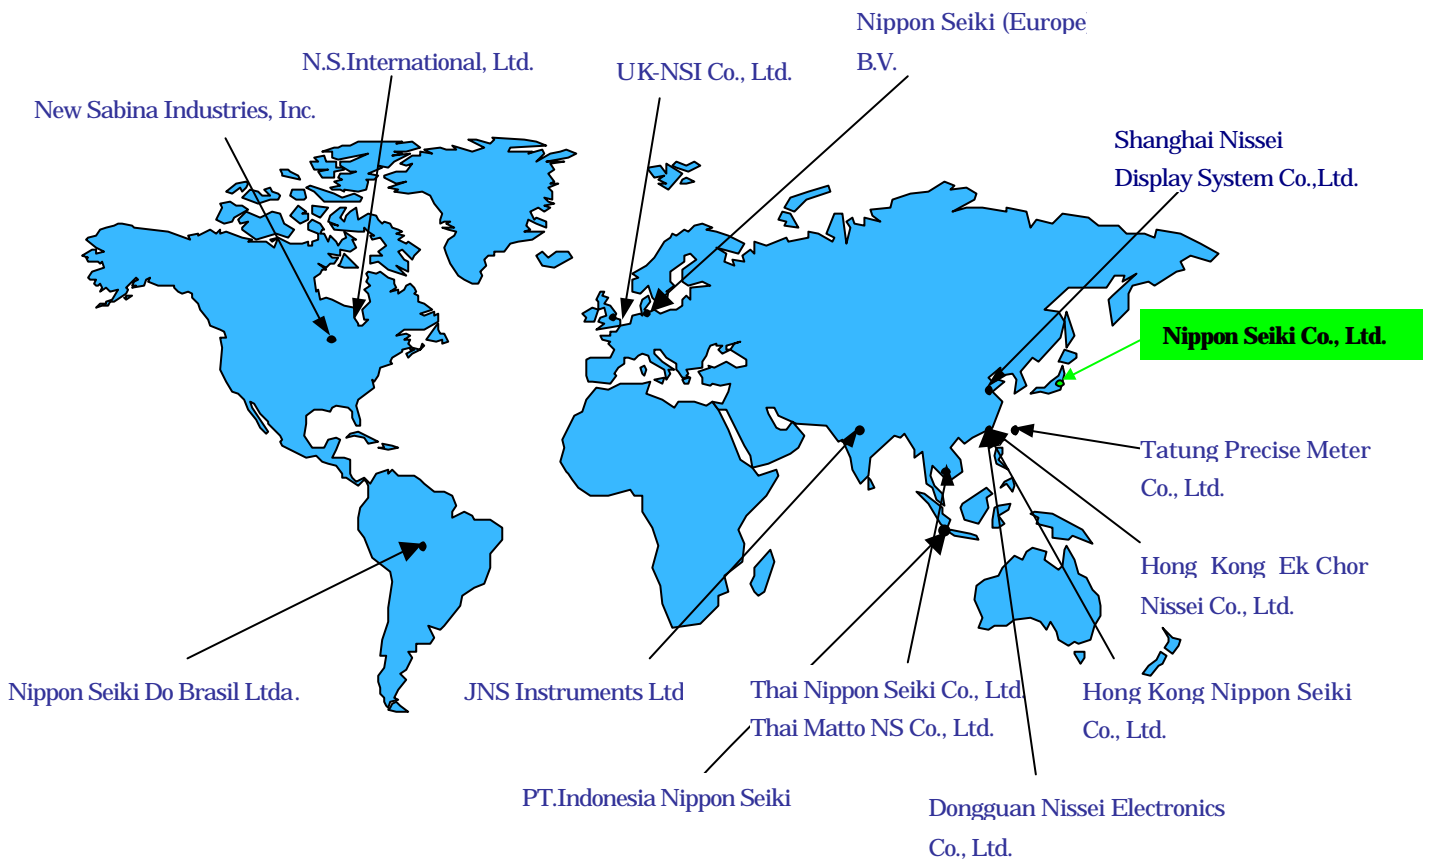 Nippon Seiki (Europe
B.V.
N.S.International, Ltd.
UK-NSI Co., Ltd.
New Sabina Industries, Inc.
Shanghai Nissei
Display System Co.,Ltd.
Nippon Seiki Co., Ltd.
Tatung Precise Meter
Co., Ltd.
Hong Kong Ek Chor
Nissei Co., Ltd.
Nippon Seiki Do Brasil Ltda.
JNS Instruments Ltd
Thai Nippon Seiki Co., Ltd.
Thai Matto NS Co., Ltd.
Hong Kong Nippon Seiki
Co., Ltd.
PT.Indonesia Nippon Seiki
Dongguan Nissei Electronics
Co., Ltd.